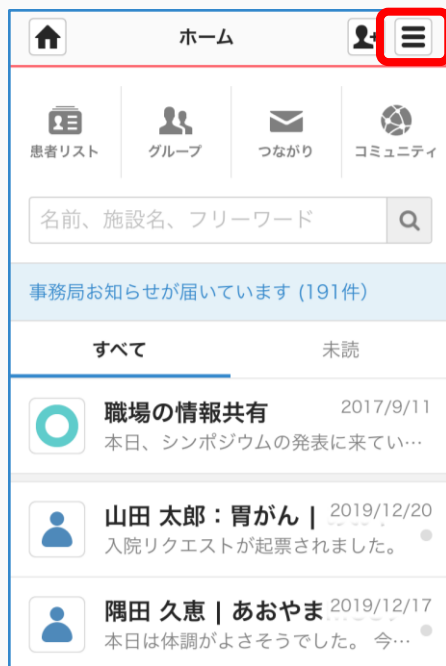 ホーム
患者リスト グループ つながり コミュニティ
名前、施設名、フリーワード
事務局お知らせが届いています (191件)
すべて 未読
職場の情報共有 2017/9/11
本日、シンポジウムの発表に来てい…
山田 太郎：胃がん | 2019/12/20
入院リクエストが起票されました。
隅田 久恵 | あおやま 2019/12/17
本日は体調がよさそうでした。 今…